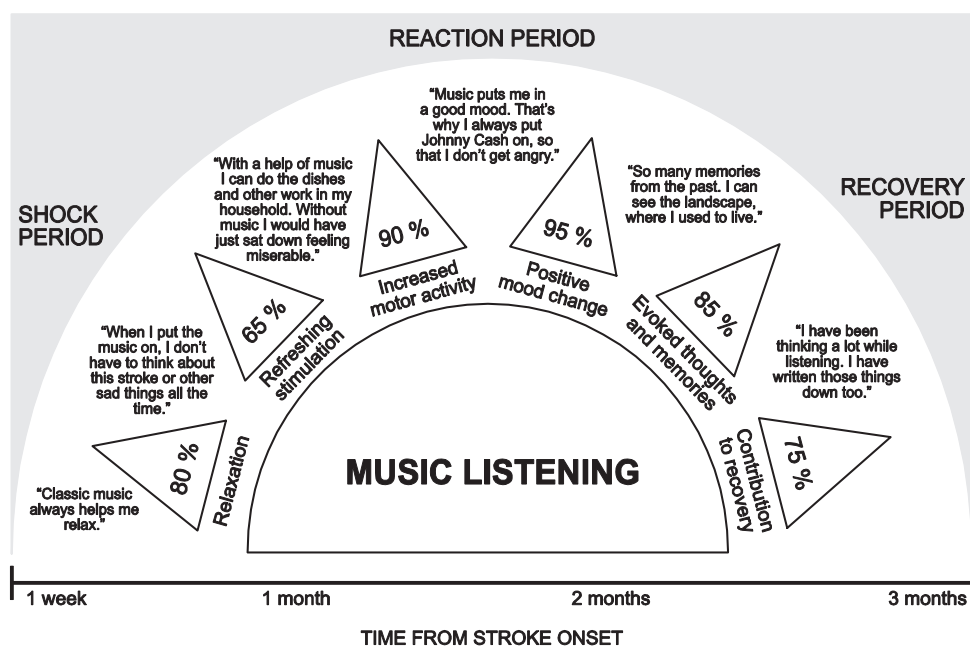 REACTION PERIOD
SHOCK
PERIOD
RECOVERY
PERIOD
“Classic music
always helps me
relax.”
“When I put the
music on, I don’t
have to think about
this stroke or other
sad things all the
time.”
80 %
Relaxation
“With a help of music
I can do the dishes
and other work in my
household. Without
music I would have
just sat down feeling
miserable.”
65 %
Refreshing
stimulation
90 %
Increased
motor activity
“Music puts me in
a good mood. That’s
why I always put
Johnny Cash on, so
that I don’t get angry.”
95 %
Positive
mood change
“So many memories
from the past. I can
see the landscape,
where I used to live.”
85 %
Evoked thoughts
and memories
“I have been
thinking a lot while
listening. I have
written those things
down too.”
75 %
Contribution
to recovery
MUSIC LISTENING
1 week
1 month
2 months
3 months
TIME FROM STROKE ONSET